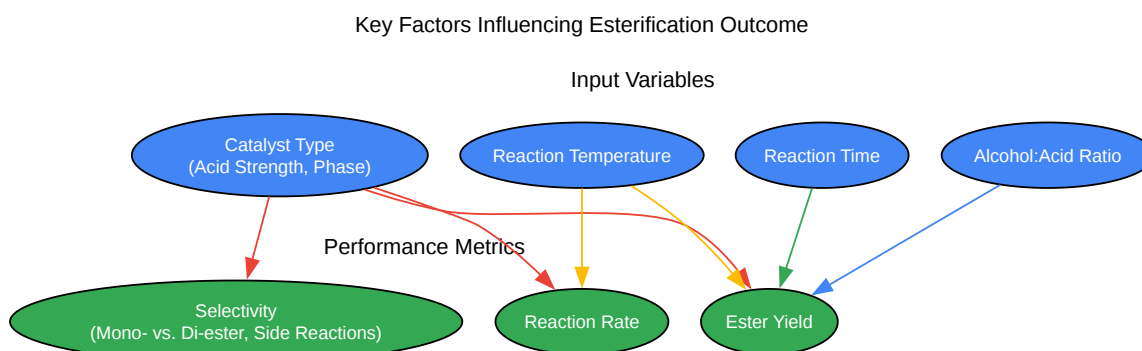 Key Factors Influencing Esterification Outcome
Input Variables
Catalyst Type
(Acid Strength, Phase)
Reaction Temperature
Reaction Time
Alcohol:Acid Ratio
Performance Metrics
Selectivity
(Mono- vs. Di-ester, Side Reactions)
Reaction Rate
Ester Yield